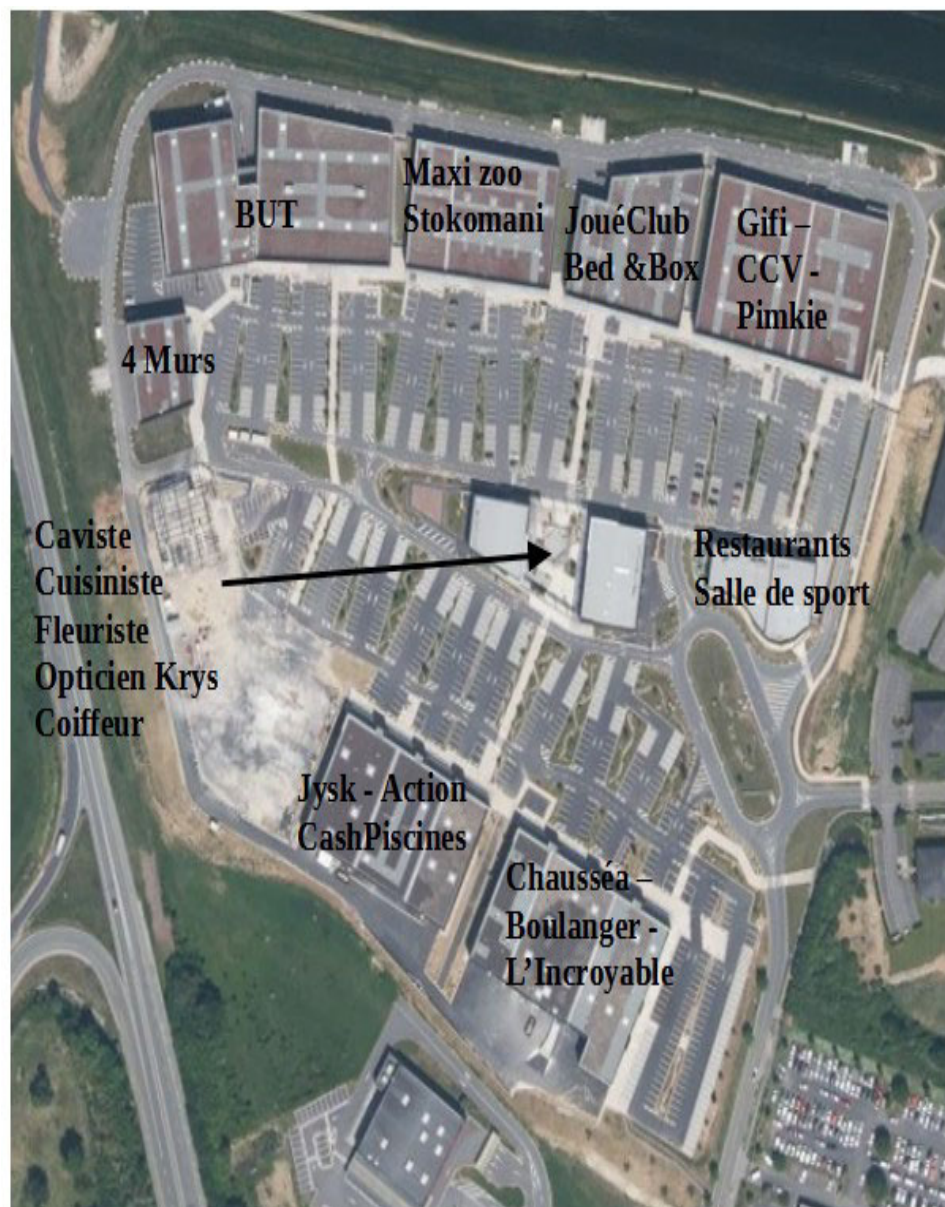 BUT
Maxi zoo
Stokomani
JouéClub
Bed &Box
Gifi –
CCV -
Pimkie
4 Murs
Caviste
Cuisiniste
Fleuriste
Opticien Krys
Coiffeur
Restaurants
Salle de sport
Jysk - Action
CashPiscines
Chausséa –
Boulanger -
L’Incroyable